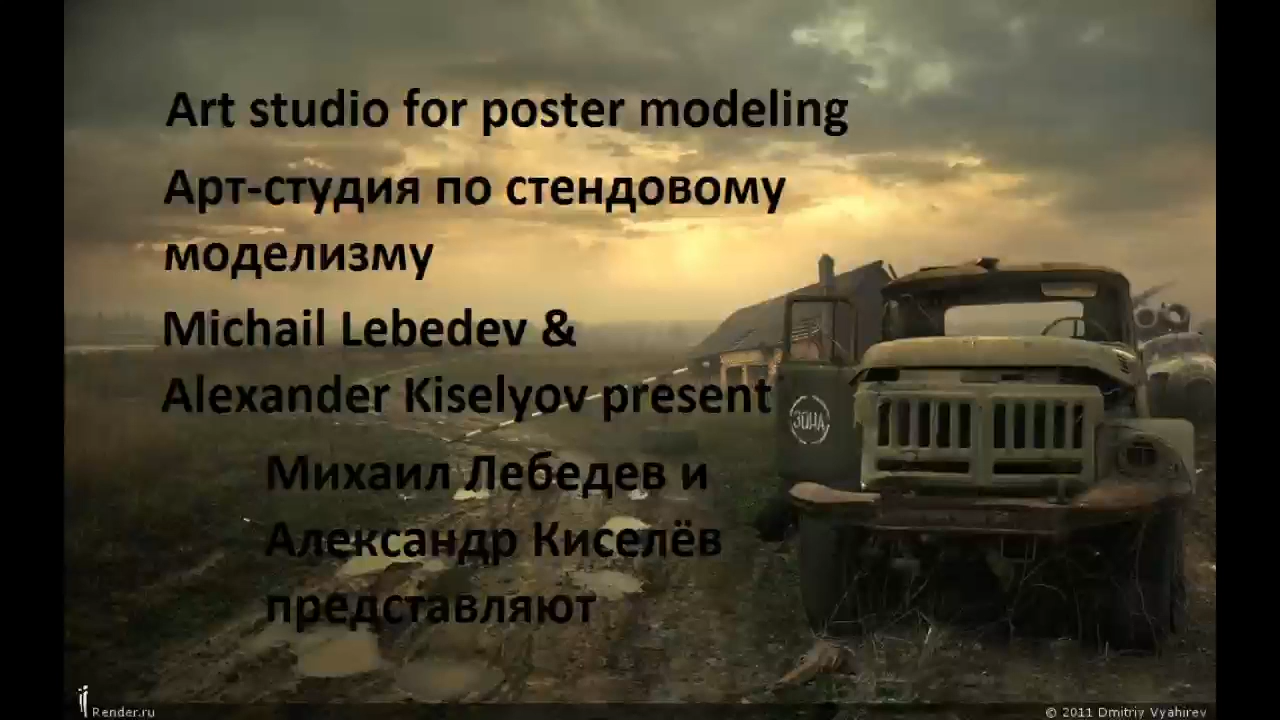 Art studio for poster modeling
Арт-студия по стендовому
моделизму
Michail Lebedev &
Alexander Kiselyov present
ЗОНА
Михаил Лебедев и
Александр Киселёв
представляют
Render.ru
© 2011 Dmitriy Vyahirev